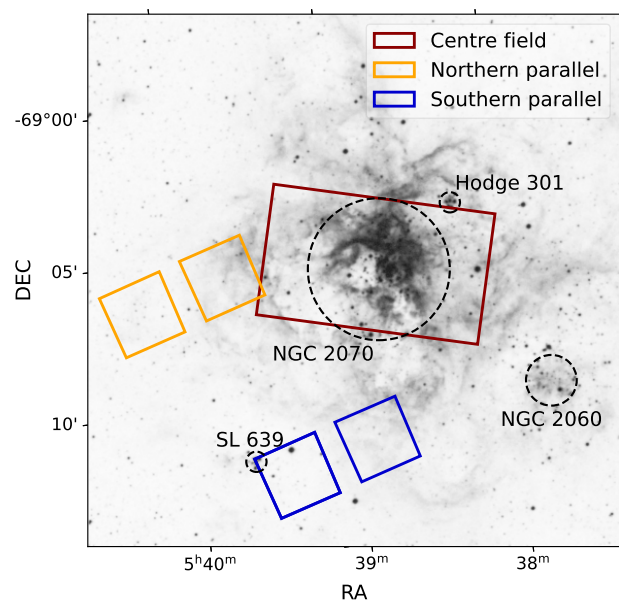 Centre field
Northern parallel
Southern parallel
-69°00'
Hodge 301
05'
DEC
NGC 2070
10'
NGC 2060
SL 639
5ʰ40ᵐ
39ᵐ
38ᵐ
RA